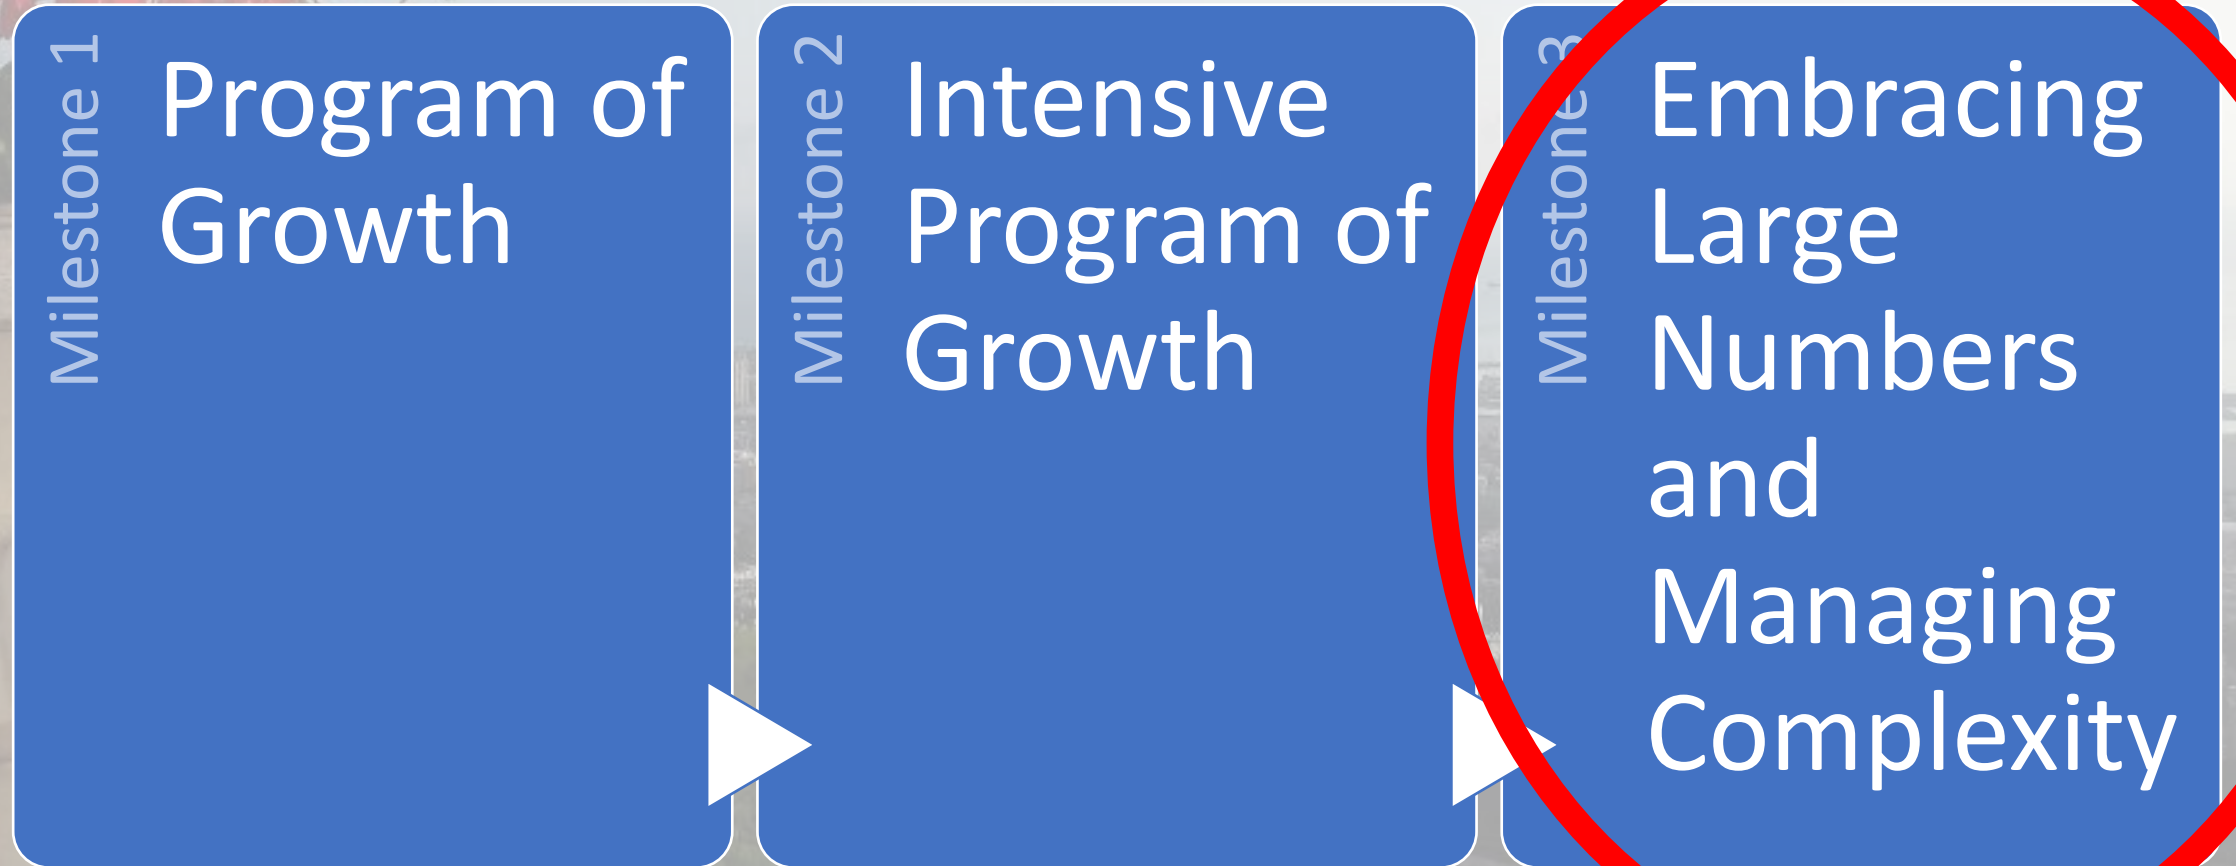 Milestone 1
Program of
Growth
Milestone 2
Intensive
Program of
Growth
Milestone 3
Embracing
Large
Numbers
and
Managing
Complexity